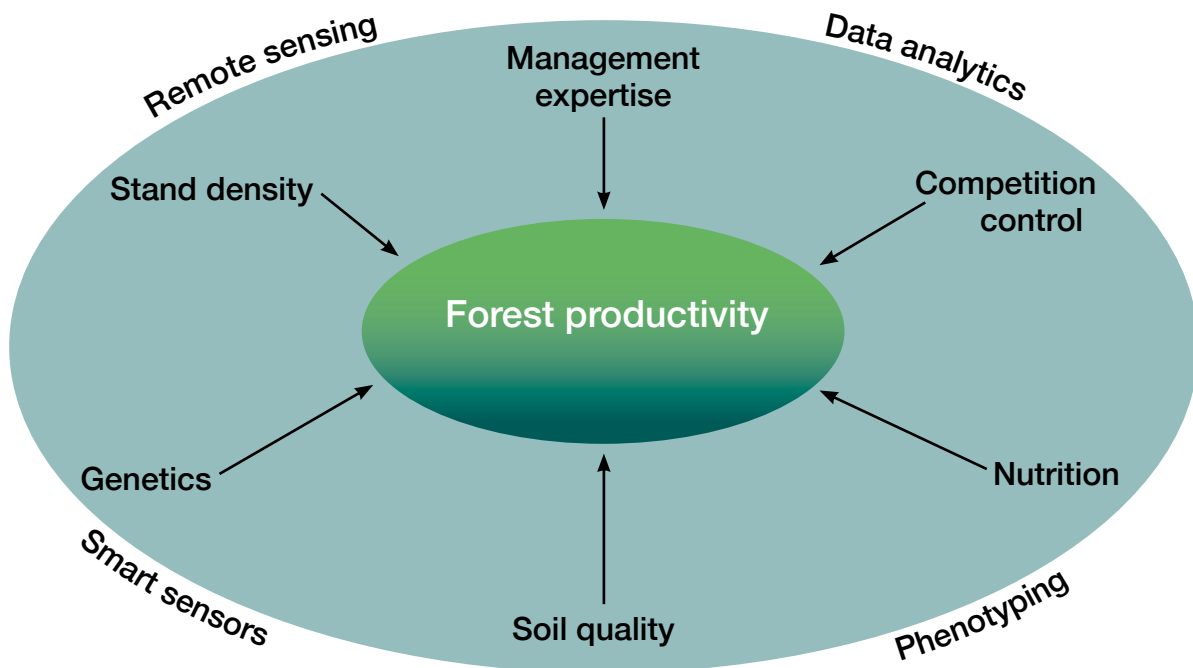 Remote sensing
Data analytics
Management
expertise
Stand density
Competition
control
Forest productivity
Genetics
Nutrition
Smart sensors
Soil quality
Phenotyping